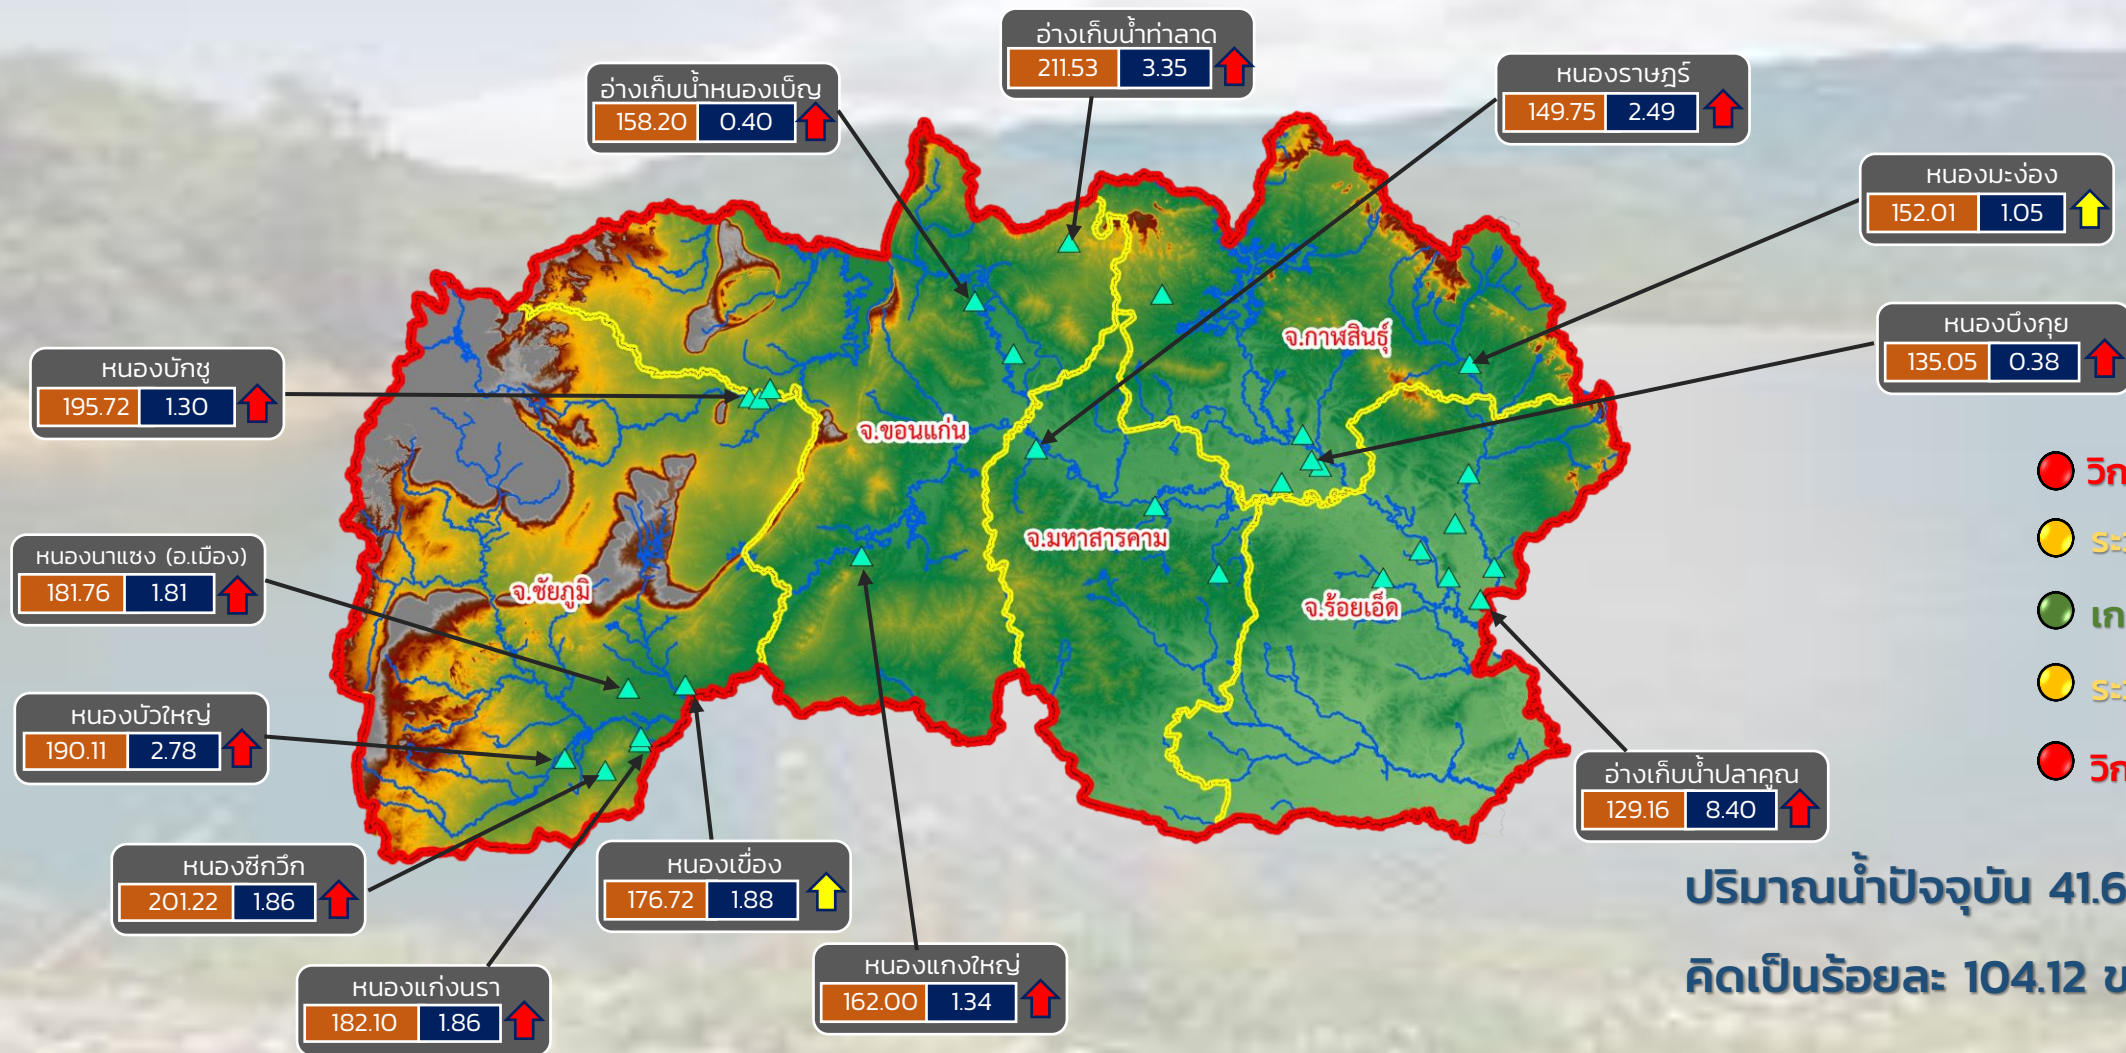 อ่างเก็บน้ำท่าลาด
211.53 3.35
อ่างเก็บน้ำหนองเบ็ญ
158.20 0.40
หนองราษฎร์
149.75 2.49
หนองมะง่อง
152.01 1.05
หนองบึงกุย
135.05 0.38
หนองบักซู
195.72 1.30
จ.กาฬสินธุ์
จ.ขอนแก่น
จ.มหาสารคาม
จ.ชัยภูมิ
จ.ร้อยเอ็ด
หนองนาแซง (อ.เมือง)
181.76 1.81
หนองบัวใหญ่
190.11 2.78
หนองซีกวึก
201.22 1.86
หนองแก่งนรา
182.10 1.86
หนองเขื่อง
176.72 1.88
หนองแกงใหญ่
162.00 1.34
อ่างเก็บน้ำปลาคูณ
129.16 8.40
ปริมาณน้ำปัจจุบัน 41.6
คิดเป็นร้อยละ 104.12 ข